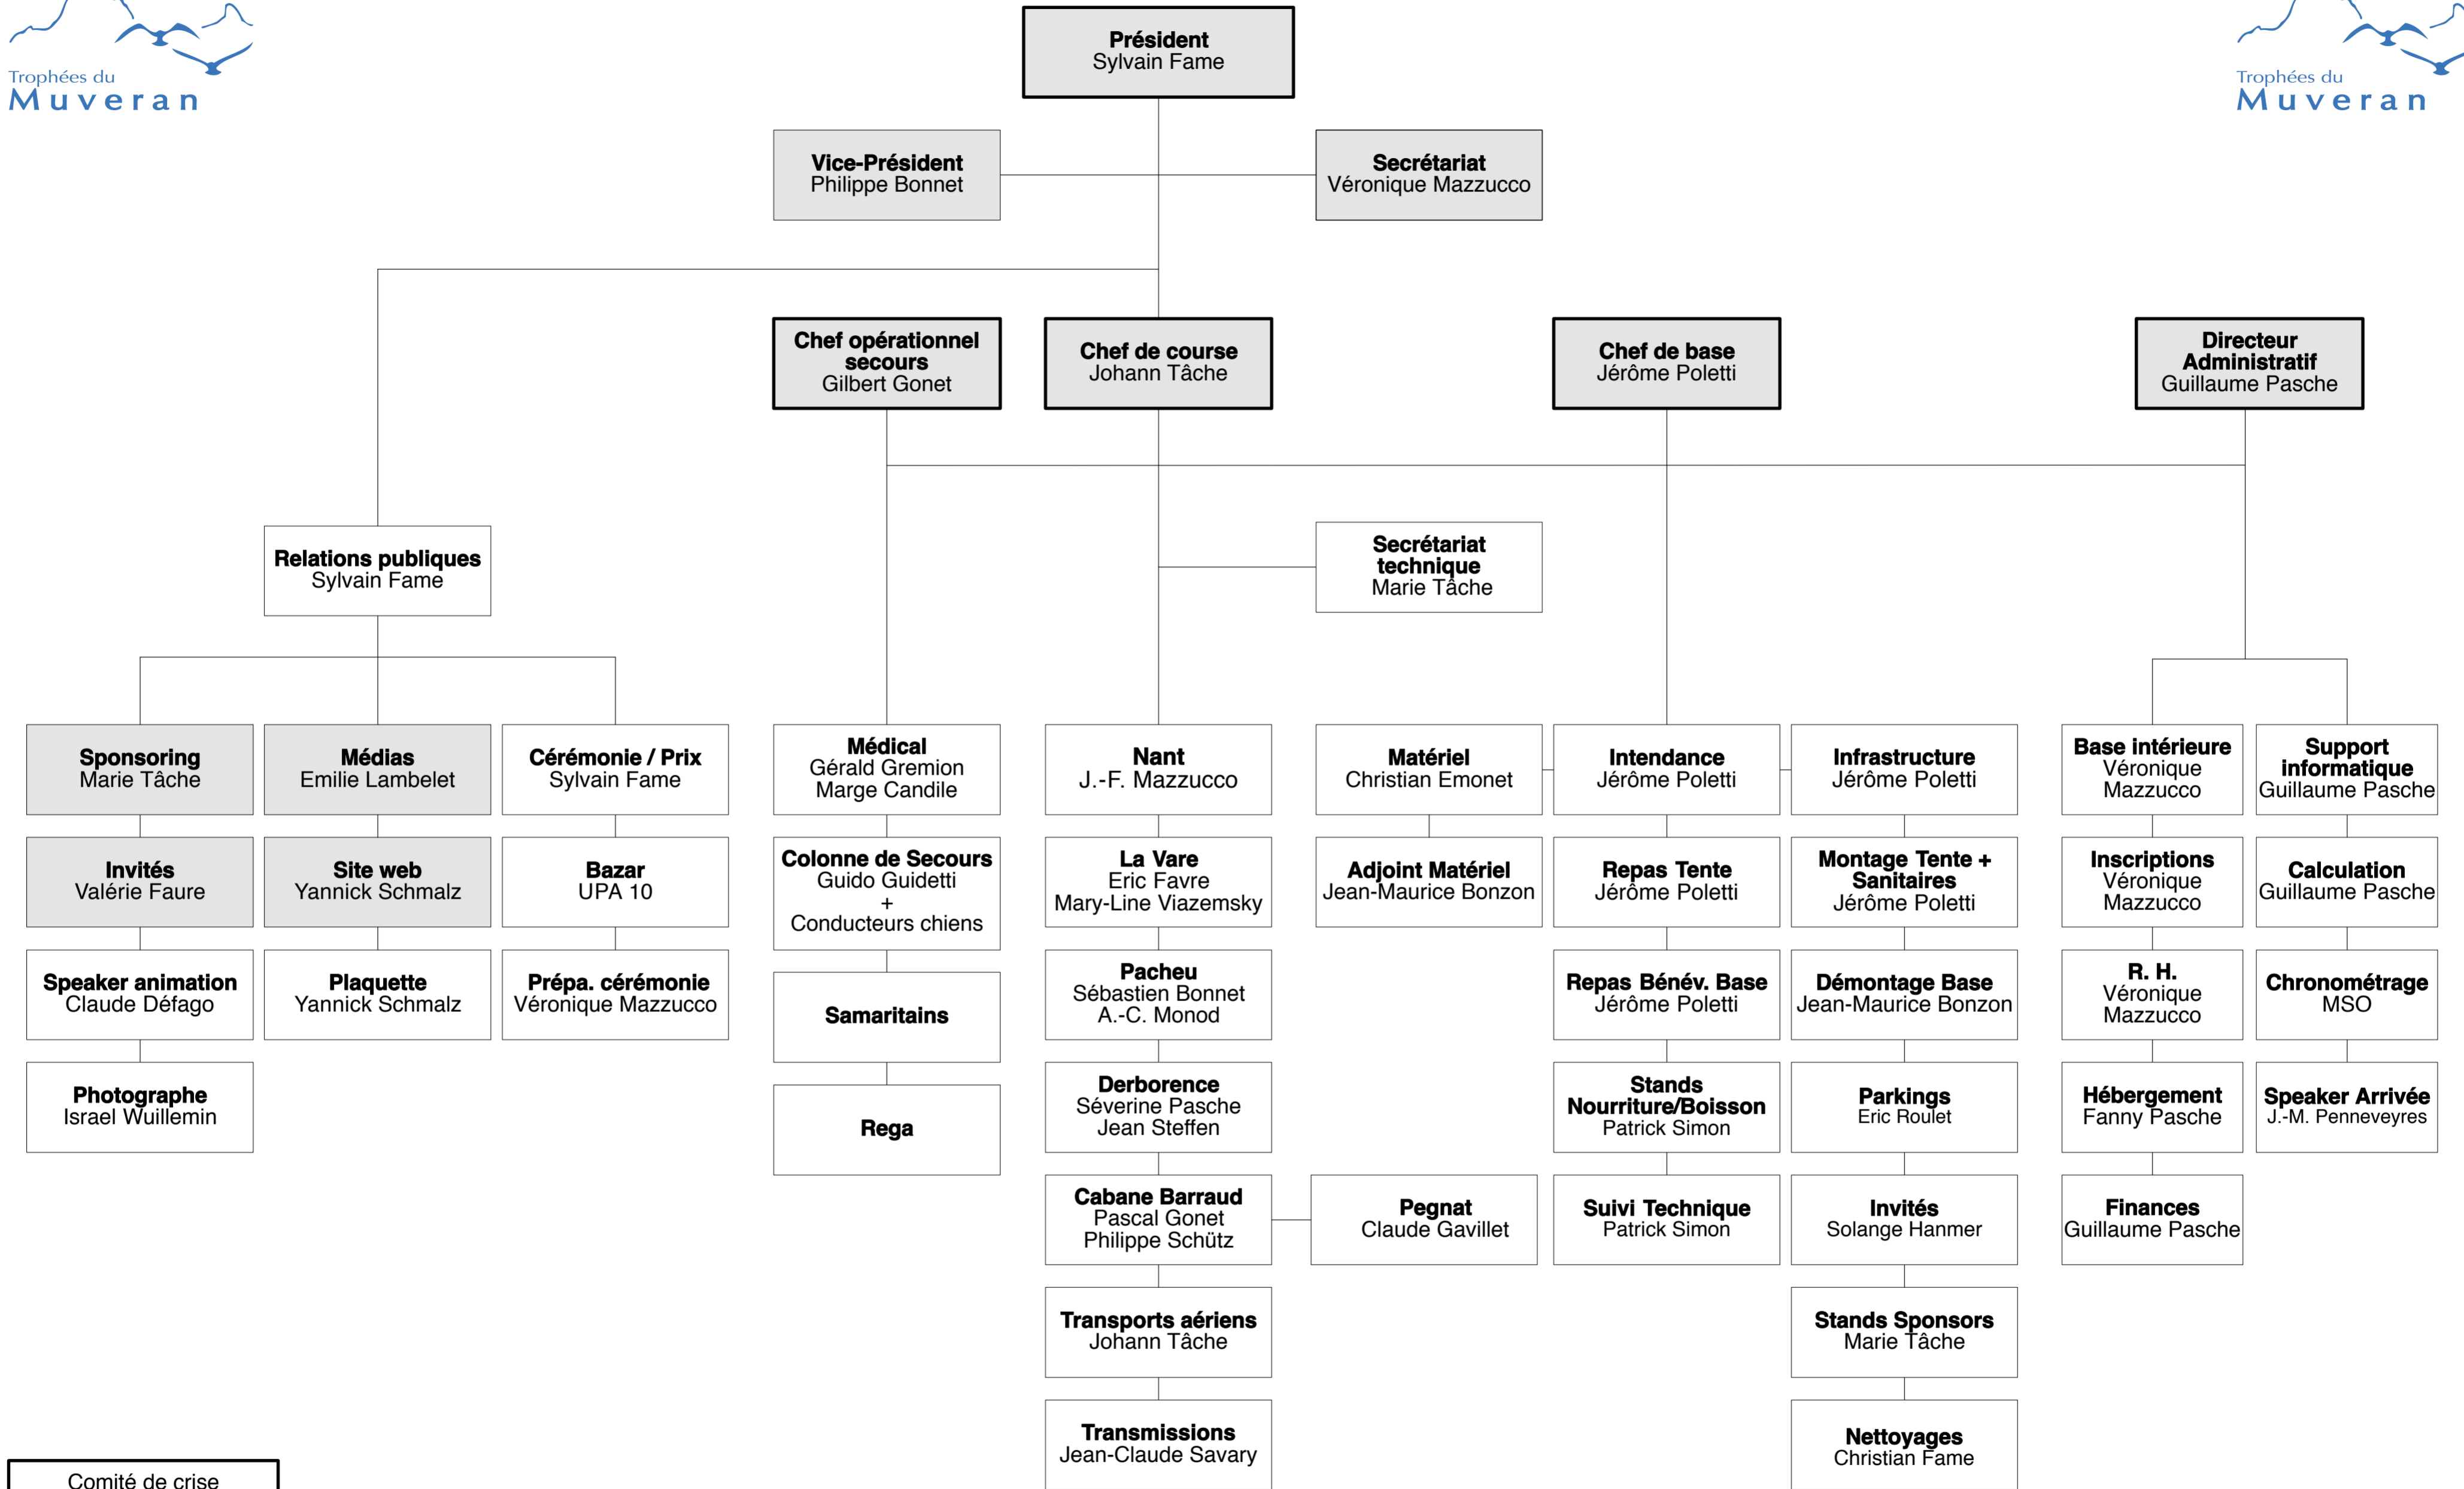 Trophées du
Muveran
Trophées du
Muveran
Président
Sylvain Fame
Vice-Président
Philippe Bonnet
Secrétariat
Véronique Mazzucco
Chef opérationnel
secours
Gilbert Gonet
Chef de course
Johann Tâche
Chef de base
Jérôme Poletti
Directeur
Administratif
Guillaume Pasche
Relations publiques
Sylvain Fame
Secrétariat
technique
Marie Tâche
Sponsoring
Marie Tâche
Invités
Valérie Faure
Speaker animation
Claude Défago
Photographe
Israel Wuillemin
Médias
Emilie Lambelet
Site web
Yannick Schmalz
Plaquette
Yannick Schmalz
Cérémonie / Prix
Sylvain Fame
Bazar
UPA 10
Prépa. cérémonie
Véronique Mazzucco
Médical
Gérald Gremion
Marge Candile
Colonne de Secours
Guido Guidetti
+
Conducteurs chiens
Samaritains
Rega
Nant
J.-F. Mazzucco
La Vare
Eric Favre
Mary-Line Viazemsky
Pacheu
Sébastien Bonnet
A.-C. Monod
Derborence
Séverine Pasche
Jean Steffen
Cabane Barraud
Pascal Gonet
Philippe Schütz
Pegnat
Claude Gavillet
Transports aériens
Johann Tâche
Transmissions
Jean-Claude Savary
Matériel
Christian Emonet
Adjoint Matériel
Jean-Maurice Bonzon
Intendance
Jérôme Poletti
Repas Tente
Jérôme Poletti
Repas Bénév. Base
Jérôme Poletti
Stands
Nourriture/Boisson
Patrick Simon
Suivi Technique
Patrick Simon
Infrastructure
Jérôme Poletti
Montage Tente +
Sanitaires
Jérôme Poletti
Démontage Base
Jean-Maurice Bonzon
Parkings
Eric Roulet
Invités
Solange Hanmer
Stands Sponsors
Marie Tâche
Nettoyages
Christian Fame
Base intérieure
Véronique
Mazzucco
Inscriptions
Véronique
Mazzucco
R. H.
Véronique
Mazzucco
Hébergement
Fanny Pasche
Finances
Guillaume Pasche
Support
informatique
Guillaume Pasche
Calculation
Guillaume Pasche
Chronométrage
MSO
Speaker Arrivée
J.-M. Penneveyres
Comité de crise